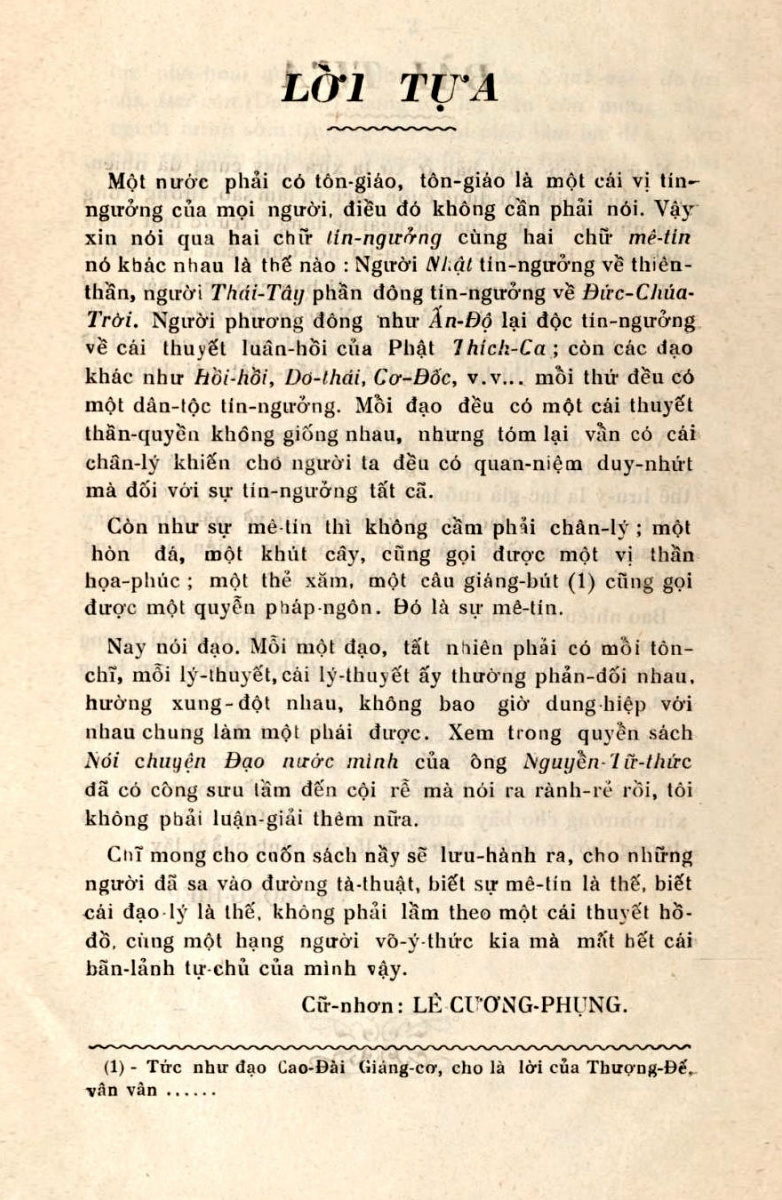 LỜI TỰA
Một nước phải có tôn-giáo, tôn-giáo là một cái vị tín-
ngưởng của mọi người, điều đó không cần phải nói. Vậy
xin nói qua hai chữ tín-ngưởng cùng hai chữ mê-tín
nó khác nhau là thế nào : Người Nhật tín-ngưởng về thiên-
thần, người Thái-Tây phần đông tín-ngưởng về Đức-Chúa-
Trời. Người phương đông như Ấn-Độ lại độc tín-ngưởng
về cái thuyết luân-hồi của Phật Thích-Ca ; còn các đạo
khác như Hồi-hồi, Do-thái, Cơ-Đốc, v.v... mỗi thứ đều có
một dân-tộc tín-ngưởng. Mỗi đạo đều có một cái thuyết
thần-quyền không giống nhau, nhưng tóm lại vẫn có cái
chân-lý khiến cho người ta đều có quan-niệm duy-nhứt
mà đối với sự tín-ngưởng tất cã.
Còn như sự mê-tín thì không cầm phải chân-lý ; một
hòn đá, một khút cây, cũng gọi được một vị thần
họa-phúc ; một thẻ xăm, một câu giáng-bút (1) cũng gọi
được một quyễn pháp-ngôn. Đó là sự mê-tín.
Nay nói đạo. Mỗi một đạo, tất nhiên phải có mỗi tôn-
chĩ, mỗi lý-thuyết, cái lý-thuyết ấy thường phản-đối nhau,
hường xung-đột nhau, không bao giờ dung-hiệp với
nhau chung làm một phái được. Xem trong quyển sách
Nói chuyện Đạo nước mình của ông Nguyễn-Tữ-thức
đã có công sưu tầm đến cội rễ mà nói ra rành-rẻ rồi, tôi
không phải luận-giải thêm nữa.
Chĩ mong cho cuốn sách nầy sẽ lưu-hành ra, cho những
người đã sa vào đường tà-thuật, biết sự mê-tín là thế, biết
cái đạo-lý là thế, không phải lầm theo một cái thuyết hồ-
đồ, cùng một hạng người võ-ý-thức kia mà mất hết cái
bãn-lảnh tự-chủ của mình vậy.
Cữ-nhơn: LÊ CƯƠNG-PHỤNG.
(1) - Tức như đạo Cao-Đài Giáng-cơ, cho là lời của Thượng-Đế,
vân vân ......